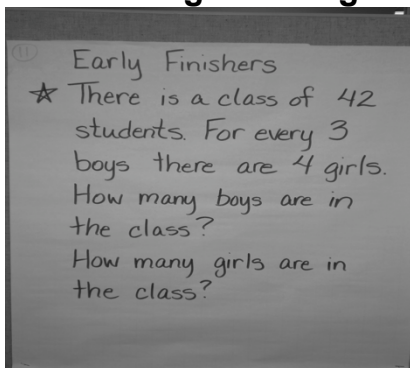 11
Early Finishers
☆ There is a class of 42
students. For every 3
boys there are 4 girls.
How many boys are in
the class?
How many girls are in
the class?